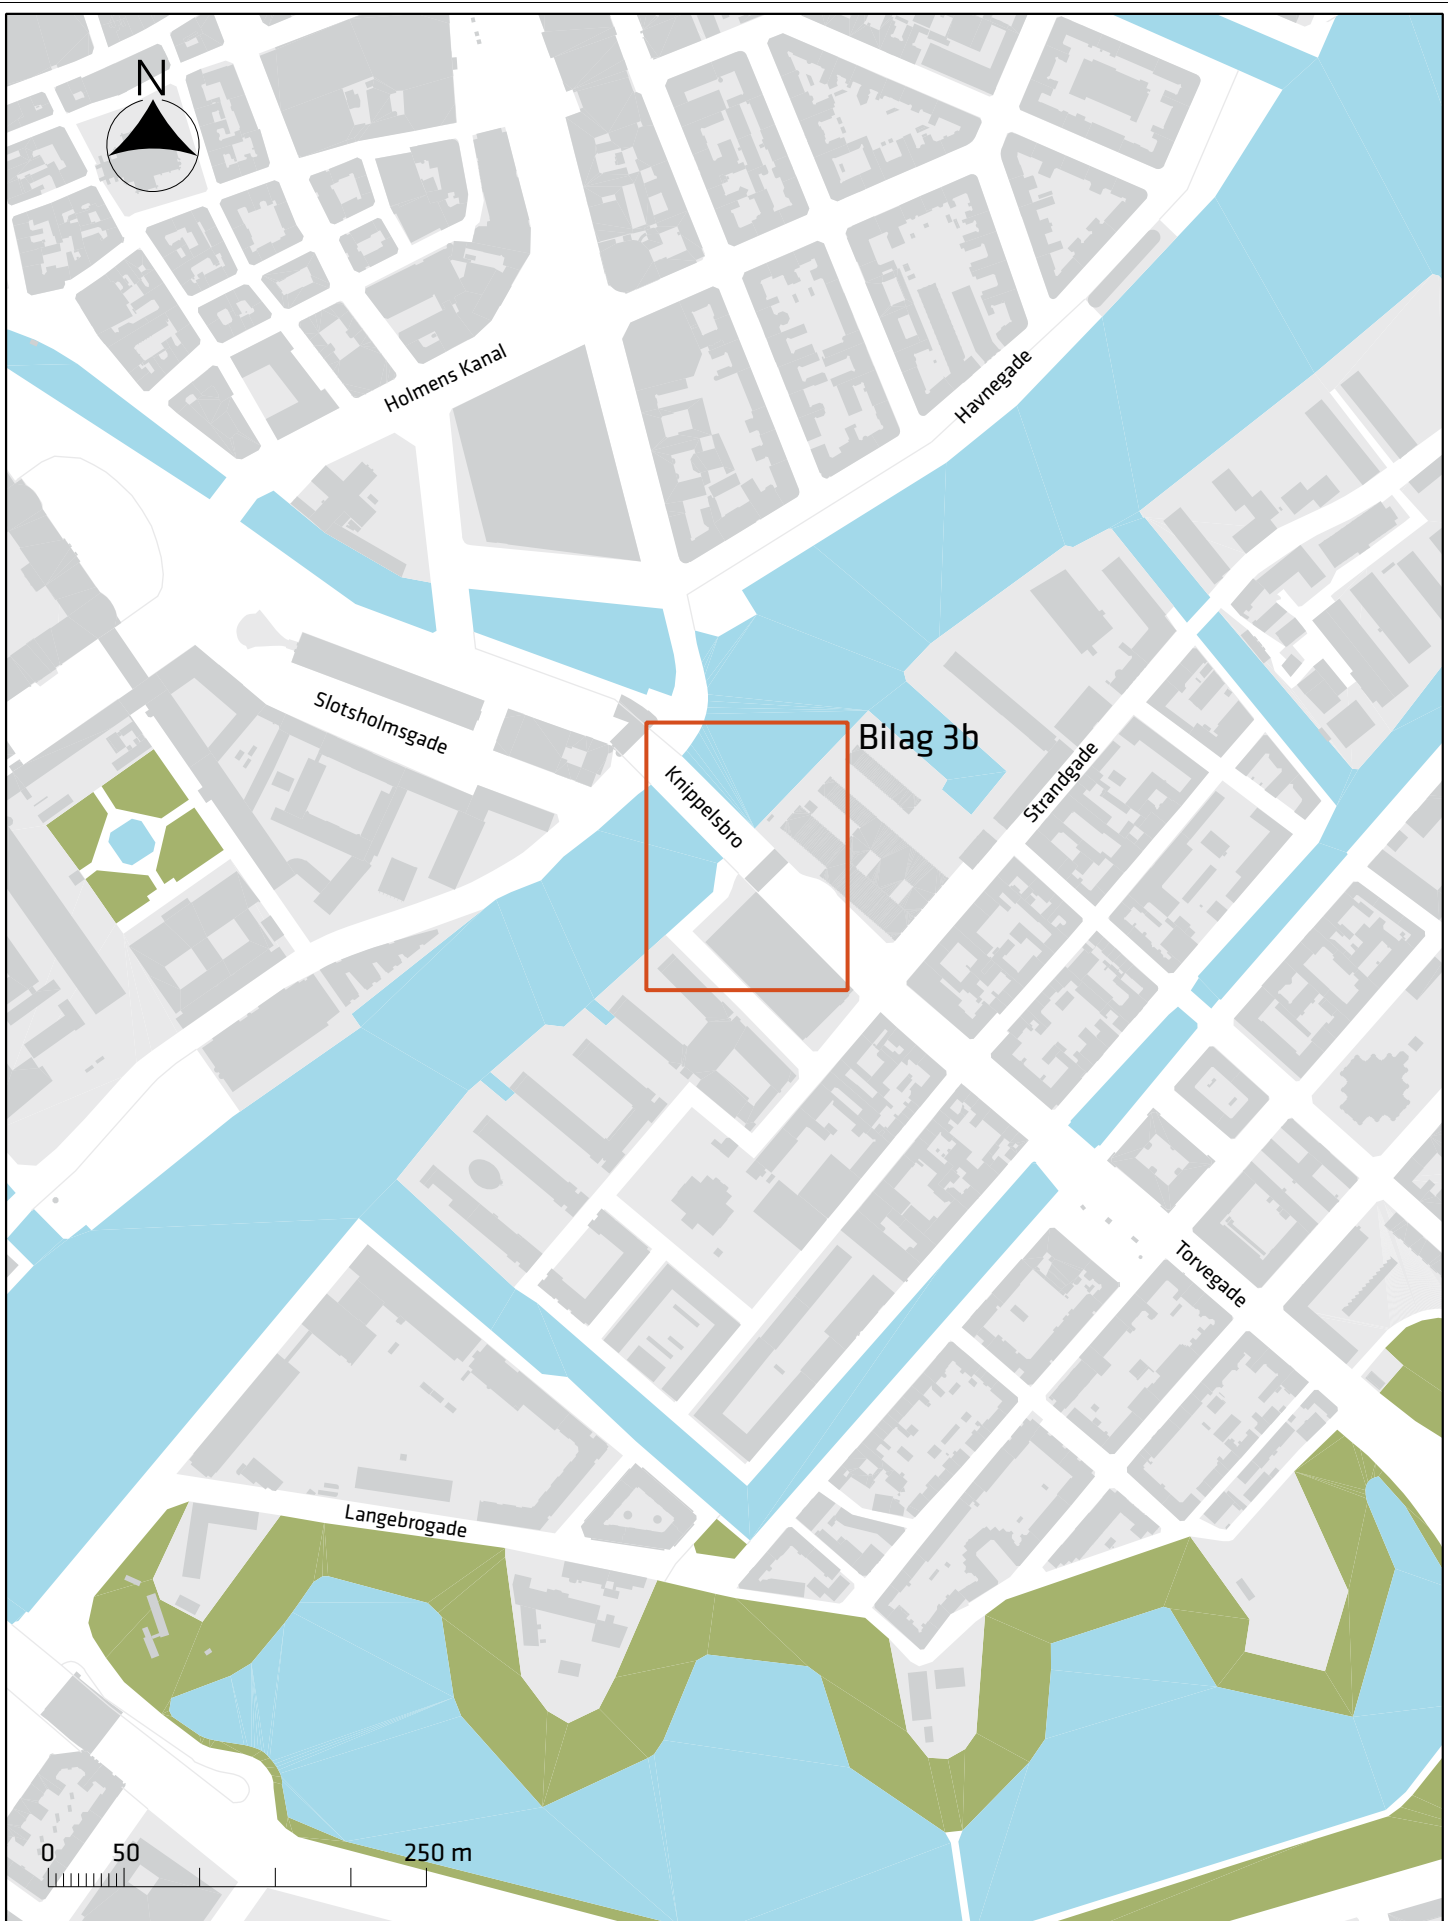 N
Holmens Kanal
Havnegade
Slotsholmsgade
Bilag 3b
Knippelsbro
Strandgade
Torvegade
Langebrogade
0 50 250 m